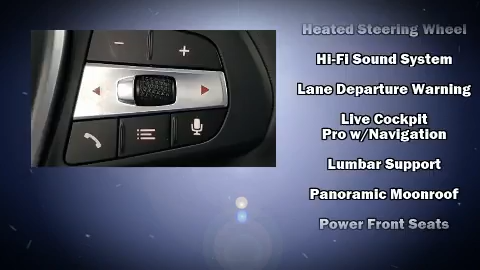 Heated Steering Wheel
Hi-Fi Sound System
Lane Departure Warning
Live Cockpit
Pro w/Navigation
Lumbar Support
Panoramic Moonroof
Power Front Seats